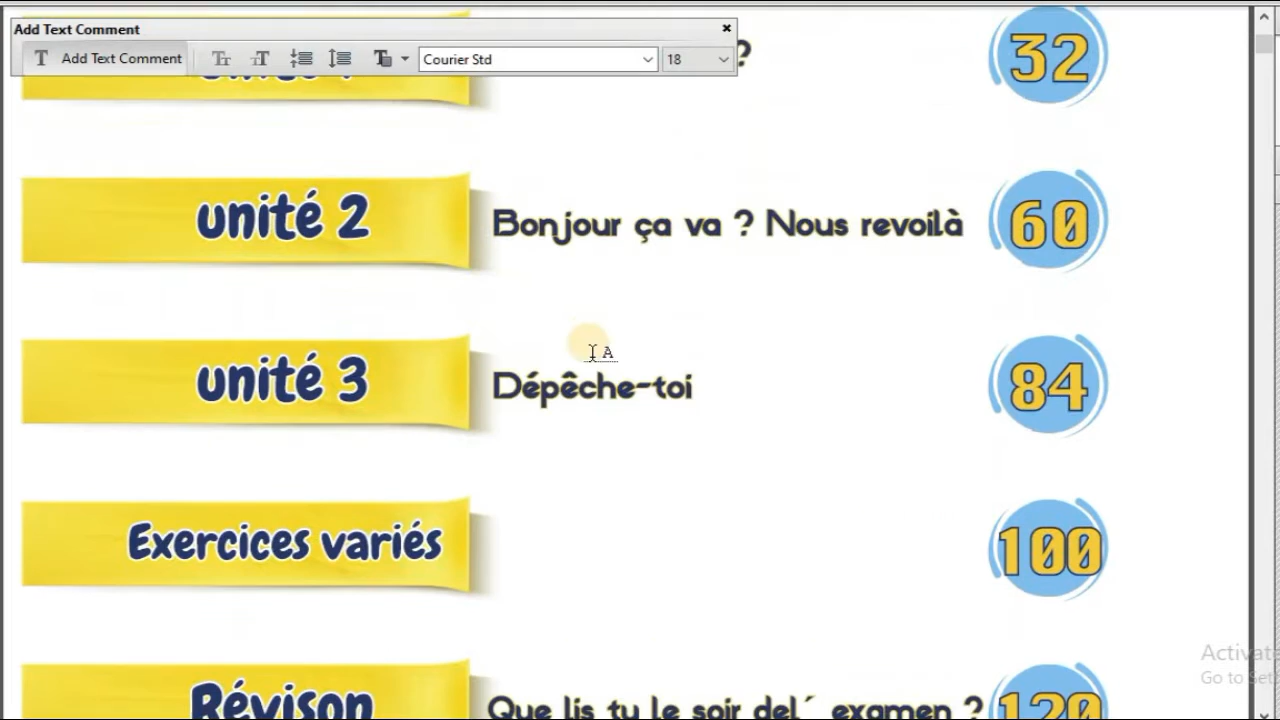 Add Text Comment
Add Text Comment
Courier Std
18
?
32
unité 2
Bonjour ça va ? Nous revoilà
60
A
unité 3
Dépêche-toi
84
Exercices variés
100
Activate
Go to Set
Révison
Que lis tu le soir del´ examen ?
120